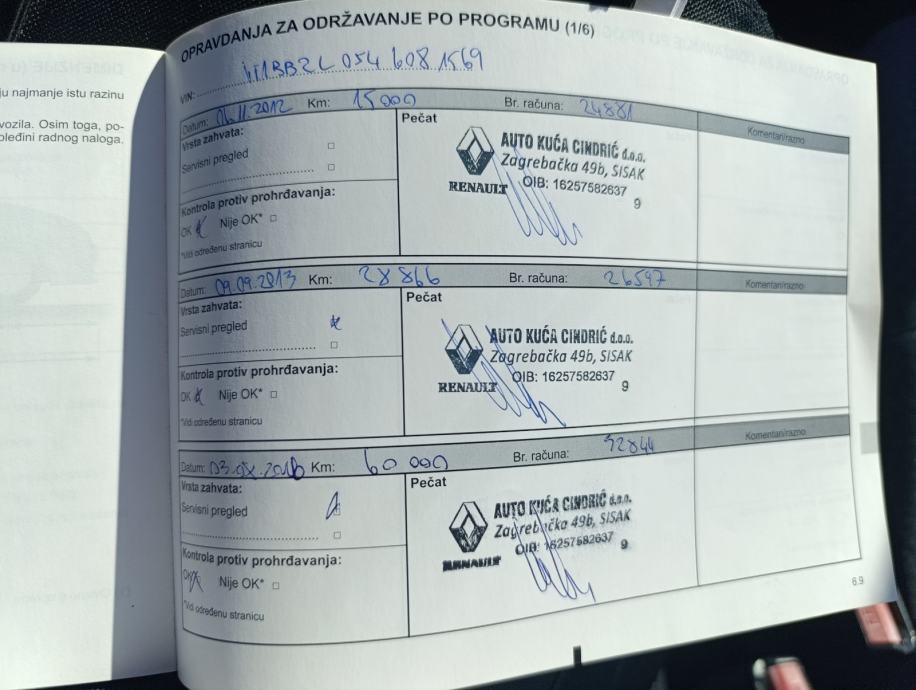 ju najmanje istu razinu
vozila. Osim toga, po-
poleđini radnog naloga.
OPRAVDANJA ZA ODRŽAVANJE PO PROGRAMU (1/6)
VIN:
Datum: 06.11.2012 Km: 15000 Br. računa: 24881 Komentari/razno
Vrsta zahvata: Pečat
Servisni pregled
Kontrola protiv prohrđavanja:
OK Nije OK*
*Vidi određenu stranicu
AUTO KUĆA CINDRIĆ d.o.o.
Zagrebačka 49b, SISAK
RENAULT OIB: 16257582637
9
Datum: 09.09.2013 Km: 28866 Br. računa: 26597 Komentari/razno
Vrsta zahvata: Pečat
Servisni pregled
Kontrola protiv prohrđavanja:
OK Nije OK*
*Vidi određenu stranicu
AUTO KUĆA CINDRIĆ d.o.o.
Zagrebačka 49b, SISAK
RENAULT OIB: 16257582637
9
Datum: Km: 60 000 Br. računa: 32844 Komentari/razno
Vrsta zahvata: Pečat
Servisni pregled
Kontrola protiv prohrđavanja:
OK Nije OK*
*Vidi određenu stranicu
AUTO KUĆA CINDRIĆ d.o.o.
Zagrebačka 49b, SISAK
RENAULT OIB: 16257582637
9
6.9